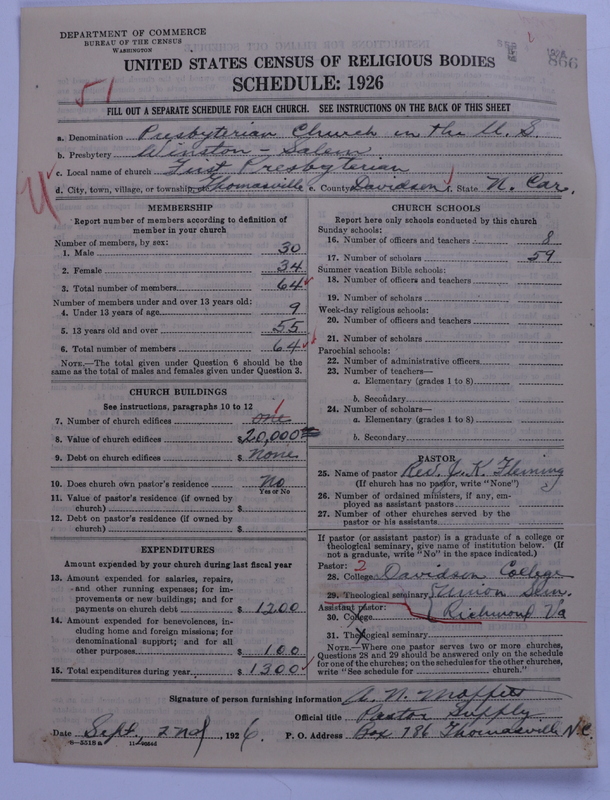 DEPARTMENT OF COMMERCE
BUREAU OF THE CENSUS
WASHINGTON
866
UNITED STATES CENSUS OF RELIGIOUS BODIES
SCHEDULE: 1926
51
FILL OUT A SEPARATE SCHEDULE FOR EACH CHURCH. SEE INSTRUCTIONS ON THE BACK OF THIS SHEET
a. Denomination Presbyterian Church in the U. S.
b. Presbytery Winston-Salem
c. Local name of church First Presbyterian
d. City, town, village, or township Thomasville e. County Davidson f. State N. Car.
MEMBERSHIP
Report number of members according to definition of
member in your church
Number of members, by sex:
1. Male 30
2. Female 34
3. Total number of members 64
Number of members under and over 13 years old:
4. Under 13 years of age 9
5. 13 years old and over 55
6. Total number of members 64
NOTE.—The total given under Question 6 should be
the same as the total of males and females given under Question 3.
CHURCH BUILDINGS
See instructions, paragraphs 10 to 12
7. Number of church edifices one 1
8. Value of church edifices $20,000
9. Debt on church edifices $ none
10. Does church own pastor's residence No
Yes or No
11. Value of pastor's residence (if owned by
church) $
12. Debt on pastor's residence (if owned by
church) $
EXPENDITURES
Amount expended by your church during last fiscal year
13. Amount expended for salaries, repairs,
and other running expenses; for im-
provements or new buildings; and for
payments on church debt $1200
14. Amount expended for benevolences, in-
cluding home and foreign missions; for
denominational support; and for all
other purposes $100
15. Total expenditures during year $1300
CHURCH SCHOOLS
Report here only schools conducted by this church
Sunday schools:
16. Number of officers and teachers 8
17. Number of scholars 59
Summer vacation Bible schools:
18. Number of officers and teachers
19. Number of scholars
Week-day religious schools:
20. Number of officers and teachers
21. Number of scholars
Parochial schools:
22. Number of administrative officers
23. Number of teachers—
a. Elementary (grades 1 to 8)
b. Secondary
24. Number of scholars—
a. Elementary (grades 1 to 8)
b. Secondary
PASTOR
25. Name of pastor Rev. J. K. Fleming
(If church has no pastor, write "None")
26. Number of ordained ministers, if any, em-
ployed as assistant pastors
27. Number of other churches served by the
pastor or his assistants
If pastor (or assistant pastor) is a graduate of a college or
theological seminary, give name of institution below. (If
not a graduate, write "No" in the space indicated.)
Pastor: 2
28. College Davidson College
29. Theological seminary Union Sem.
Assistant pastor: Richmond Va
30. College
31. Theological seminary
NOTE.—Where one pastor serves two or more churches,
Questions 28 and 29 should be answered only on the schedule
for one of the churches; on the schedules for the other churches,
write "See schedule for church."
Signature of person furnishing information A. N. Moffett
Official title Pastor Supply
Date Sept, 2nd, 1926. P. O. Address Box 786 Thomasville N.C.
6—5518 a